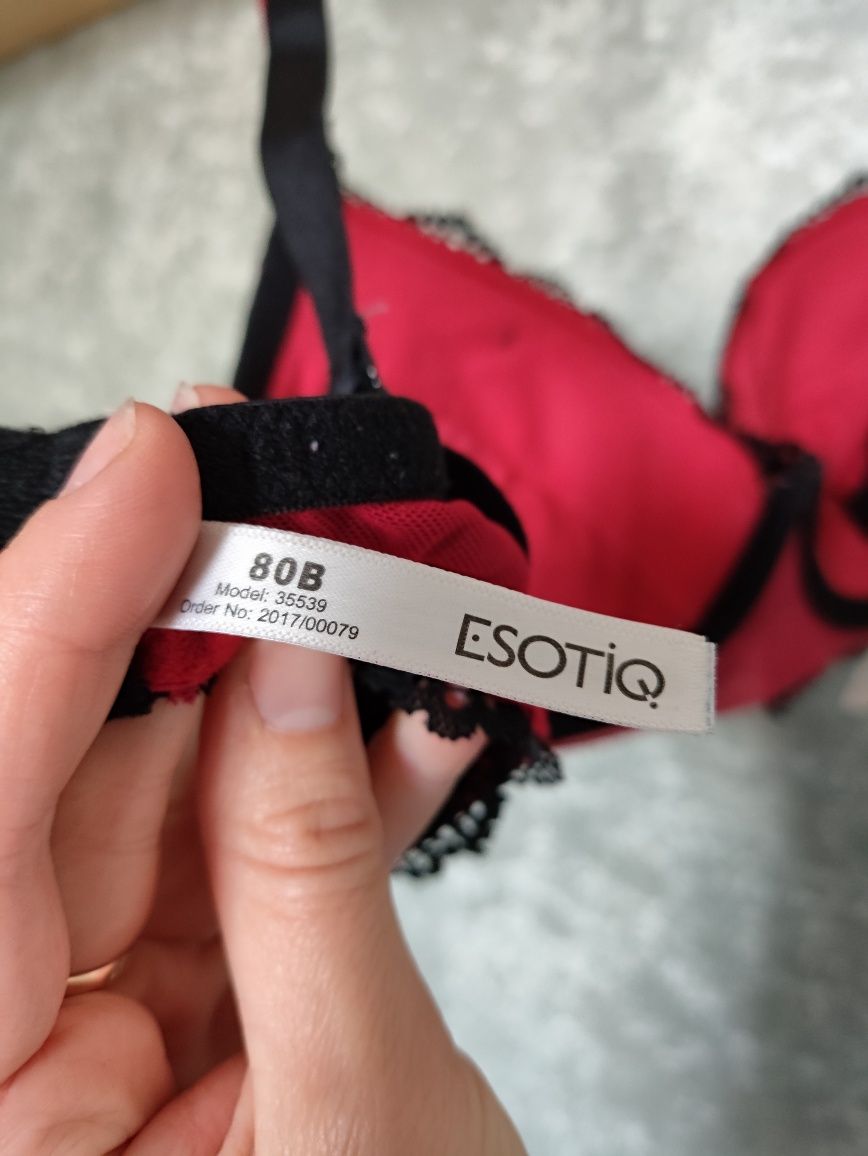 80B
Model: 35539
Order No: 2017/00079
ESOTIQ